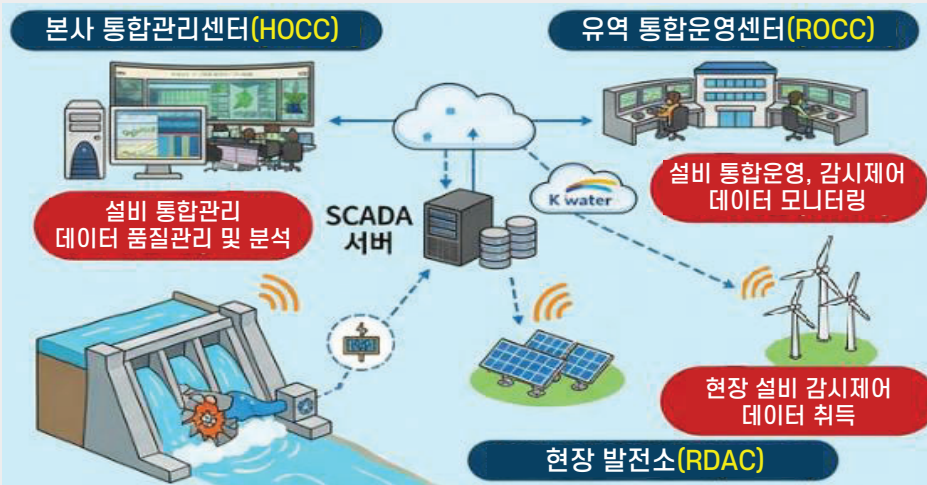 본사 통합관리센터(HOCC)
유역 통합운영센터(ROCC)
설비 통합관리
데이터 품질관리 및 분석
SCADA
서버
K water
설비 통합운영, 감시제어
데이터 모니터링
현장 설비 감시제어
데이터 취득
현장 발전소(RDAC)